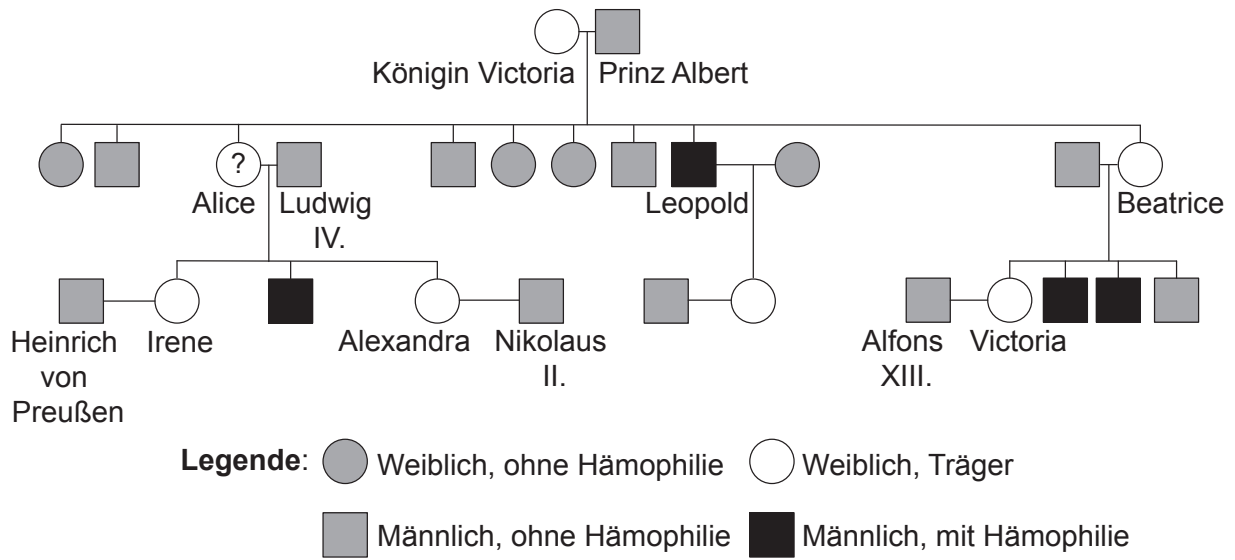 Königin Victoria Prinz Albert
?
Alice Ludwig IV. Leopold Beatrice
Heinrich von Preußen Irene Alexandra Nikolaus II. Alfons XIII. Victoria
Legende: Weiblich, ohne Hämophilie Weiblich, Träger
Männlich, ohne Hämophilie Männlich, mit Hämophilie